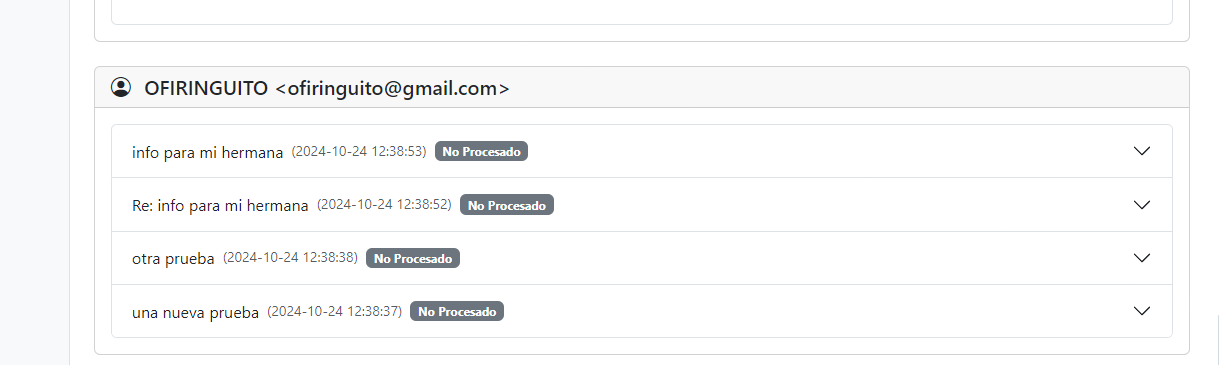 OFIRINGUITO <ofiringuito@gmail.com>
info para mi hermana (2024-10-24 12:38:53) No Procesado
Re: info para mi hermana (2024-10-24 12:38:52) No Procesado
otra prueba (2024-10-24 12:38:38) No Procesado
una nueva prueba (2024-10-24 12:38:37) No Procesado